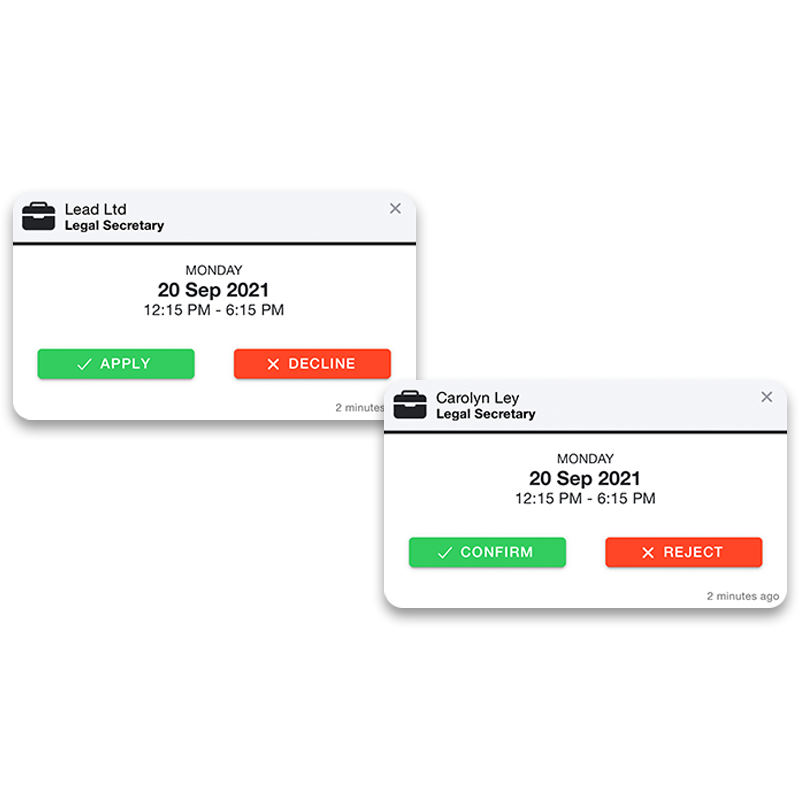 Lead Ltd
Legal Secretary
MONDAY
20 Sep 2021
12:15 PM - 6:15 PM
APPLY
DECLINE
2 minutes
Carolyn Ley
Legal Secretary
MONDAY
20 Sep 2021
12:15 PM - 6:15 PM
CONFIRM
REJECT
2 minutes ago